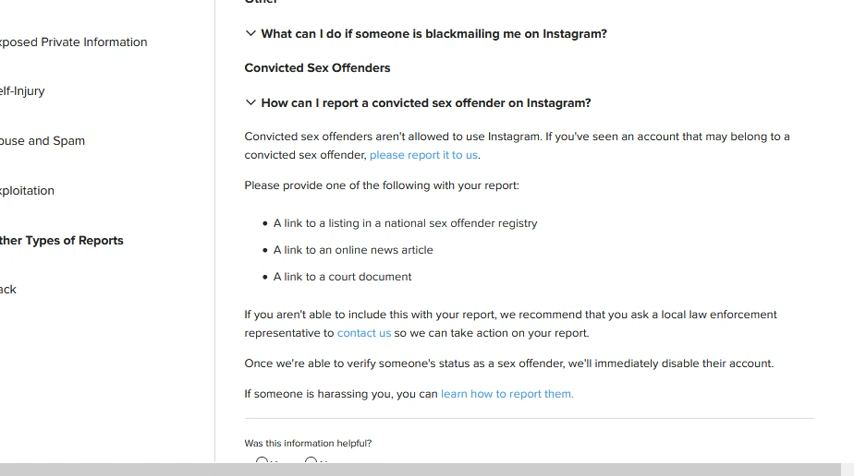 Other
xposed Private Information
elf-Injury
ouse and Spam
xploitation
ther Types of Reports
ack
What can I do if someone is blackmailing me on Instagram?
Convicted Sex Offenders
How can I report a convicted sex offender on Instagram?
Convicted sex offenders aren't allowed to use Instagram. If you've seen an account that may belong to a
convicted sex offender, please report it to us.
Please provide one of the following with your report:
• A link to a listing in a national sex offender registry
• A link to an online news article
• A link to a court document
If you aren't able to include this with your report, we recommend that you ask a local law enforcement
representative to contact us so we can take action on your report.
Once we're able to verify someone's status as a sex offender, we'll immediately disable their account.
If someone is harassing you, you can learn how to report them.
Was this information helpful?